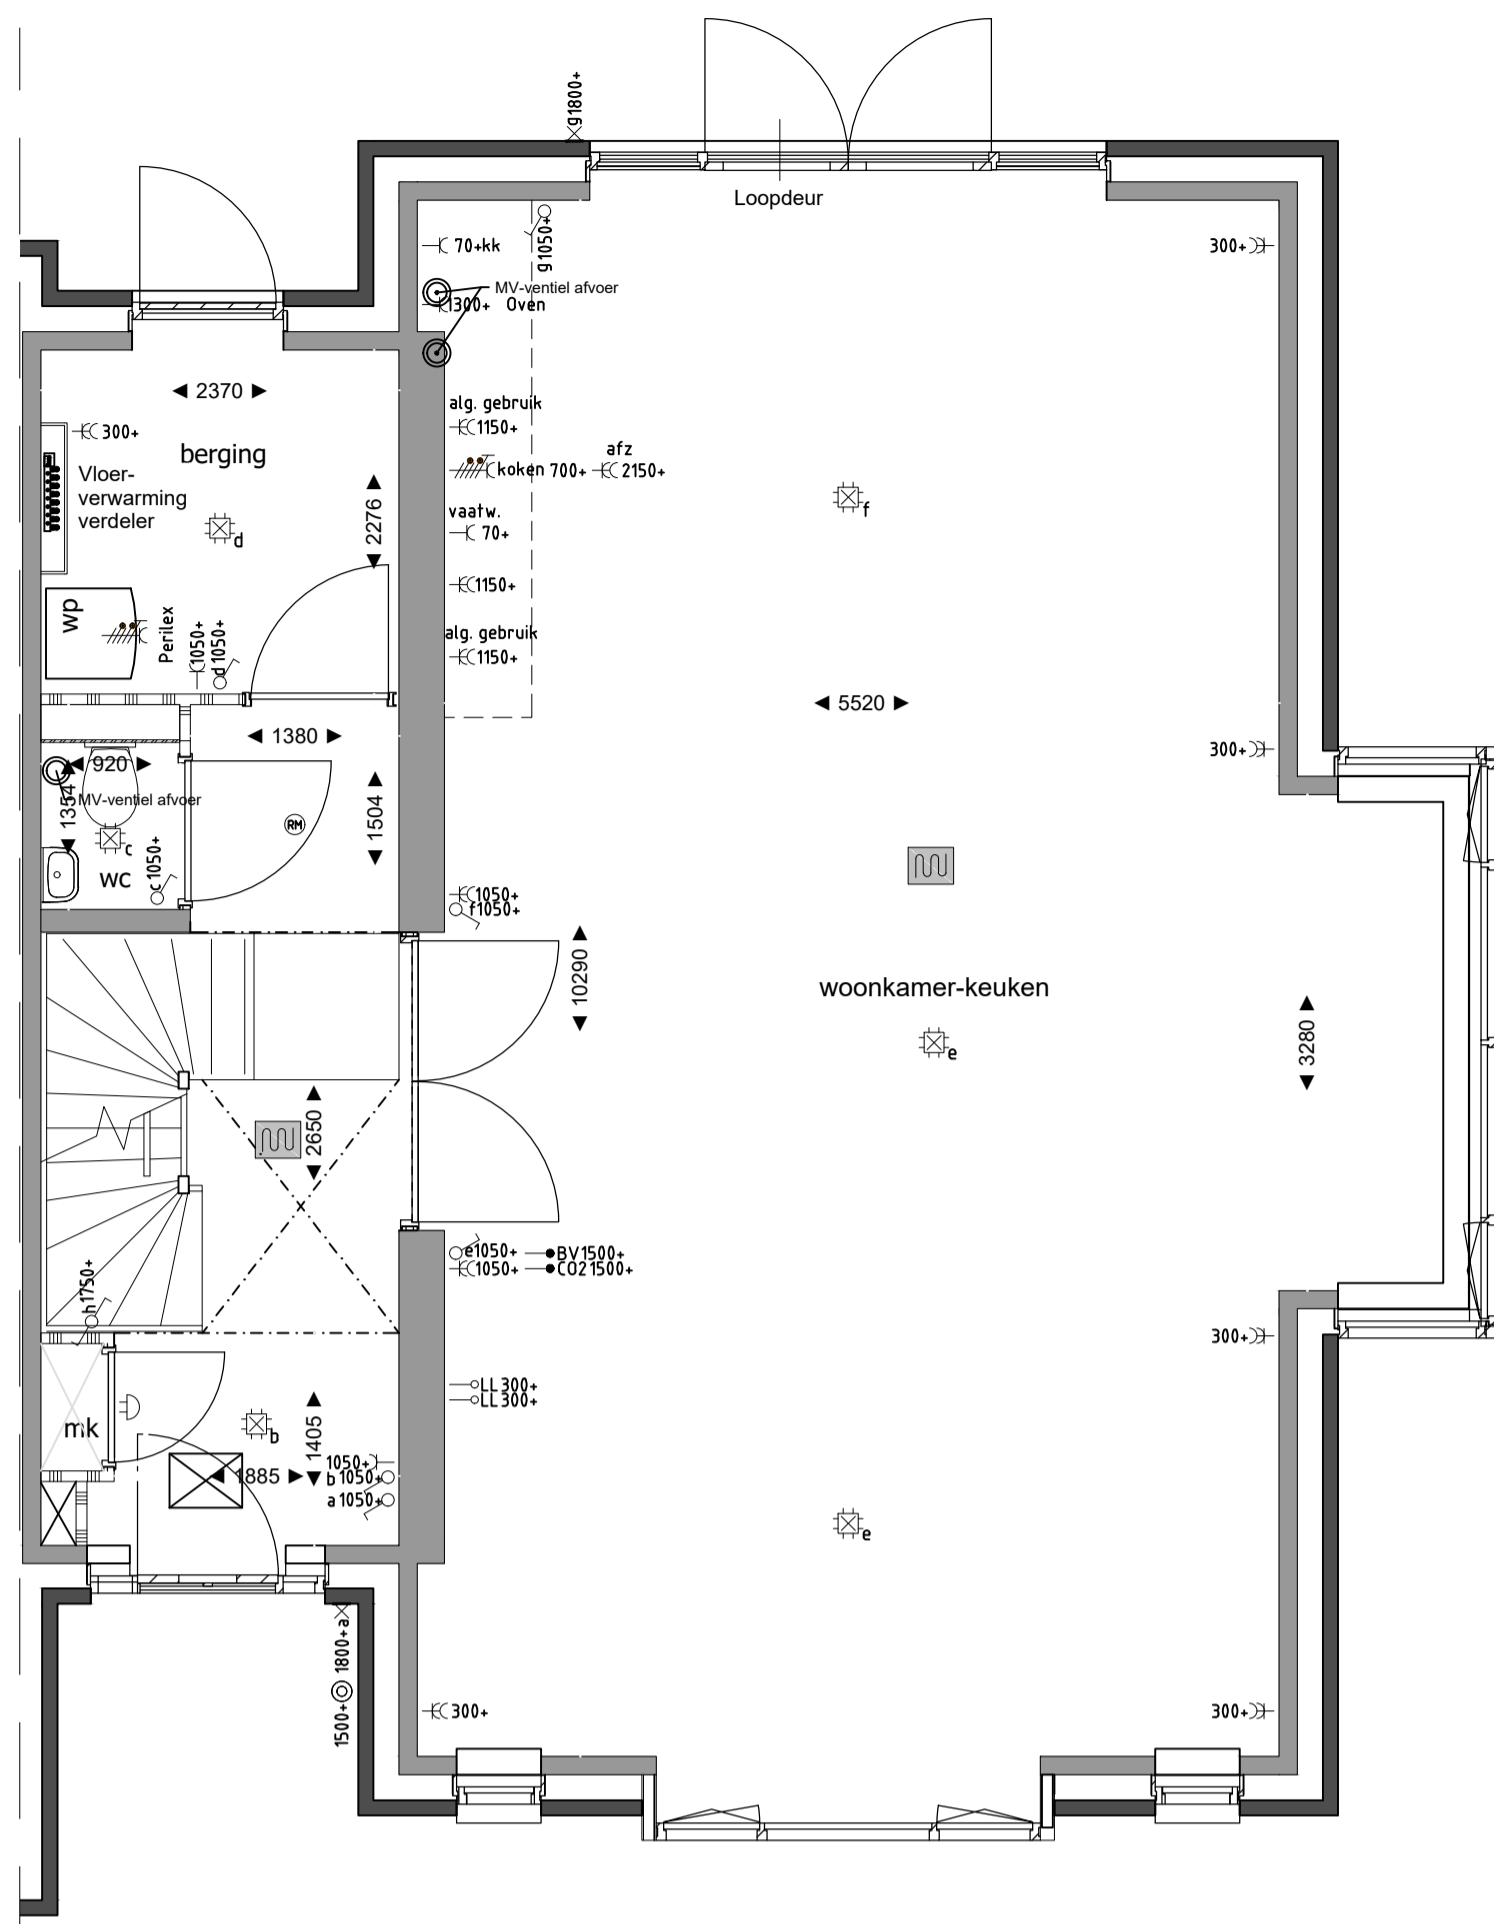 g1800+
Loopdeur
70+kk
g1050+
300+
MV-ventiel afvoer
1300+ Oven
2370
alg. gebruik
1150+
300+
berging
afz
koken 700+
2150+
Vloer-
verwarming
verdeler
2276
f
vaatw.
70+
d
1150+
wp
Perilex
1050+
d1050+
alg. gebruik
1150+
5520
1380
300+
920
1354
MV-ventiel afvoer
1504
RM
c
c1050+
wc
1050+
f1050+
10290
woonkamer-keuken
3280
e
2650
e1050+
BV1500+
1050+
CO21500+
h1750+
300+
LL300+
LL300+
mk
b
1405
1885
1050+
b1050+
a1050+
e
1800+a
1500+
300+
300+